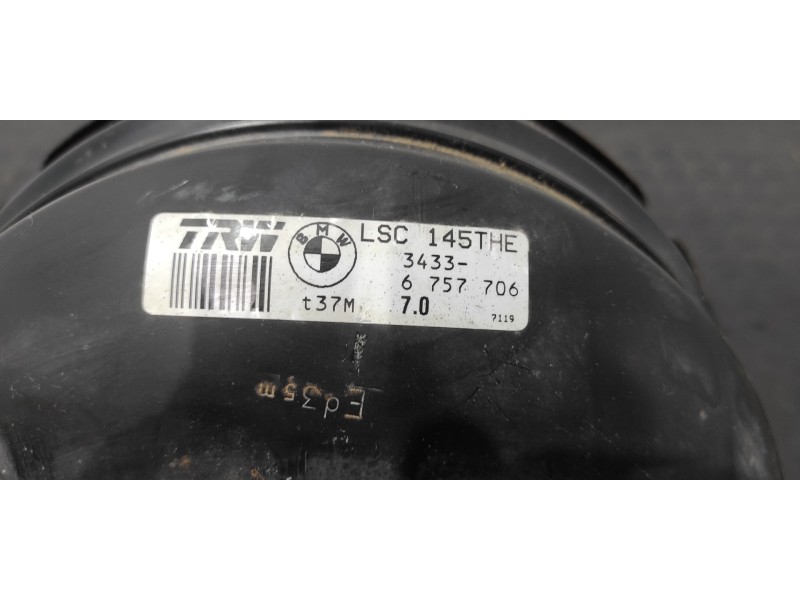 TRW BMW LSC 145THE
3433-
6 757 706
t37M 7.0
7119
Ed35m